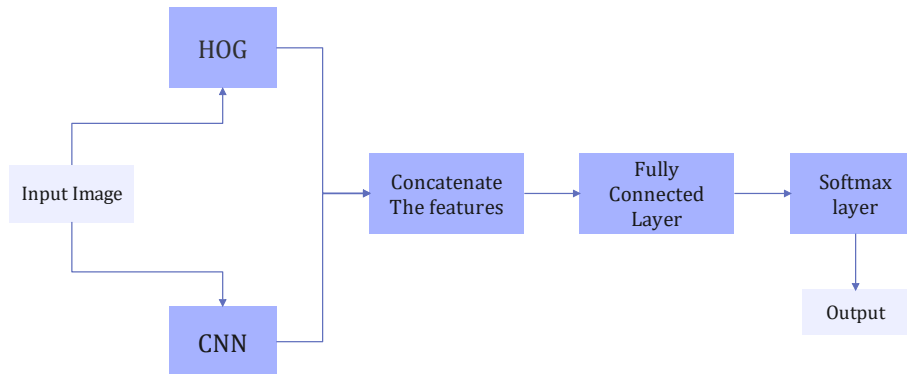 HOG
Input Image
CNN
Concatenate
The features
Fully
Connected
Layer
Softmax
layer
Output